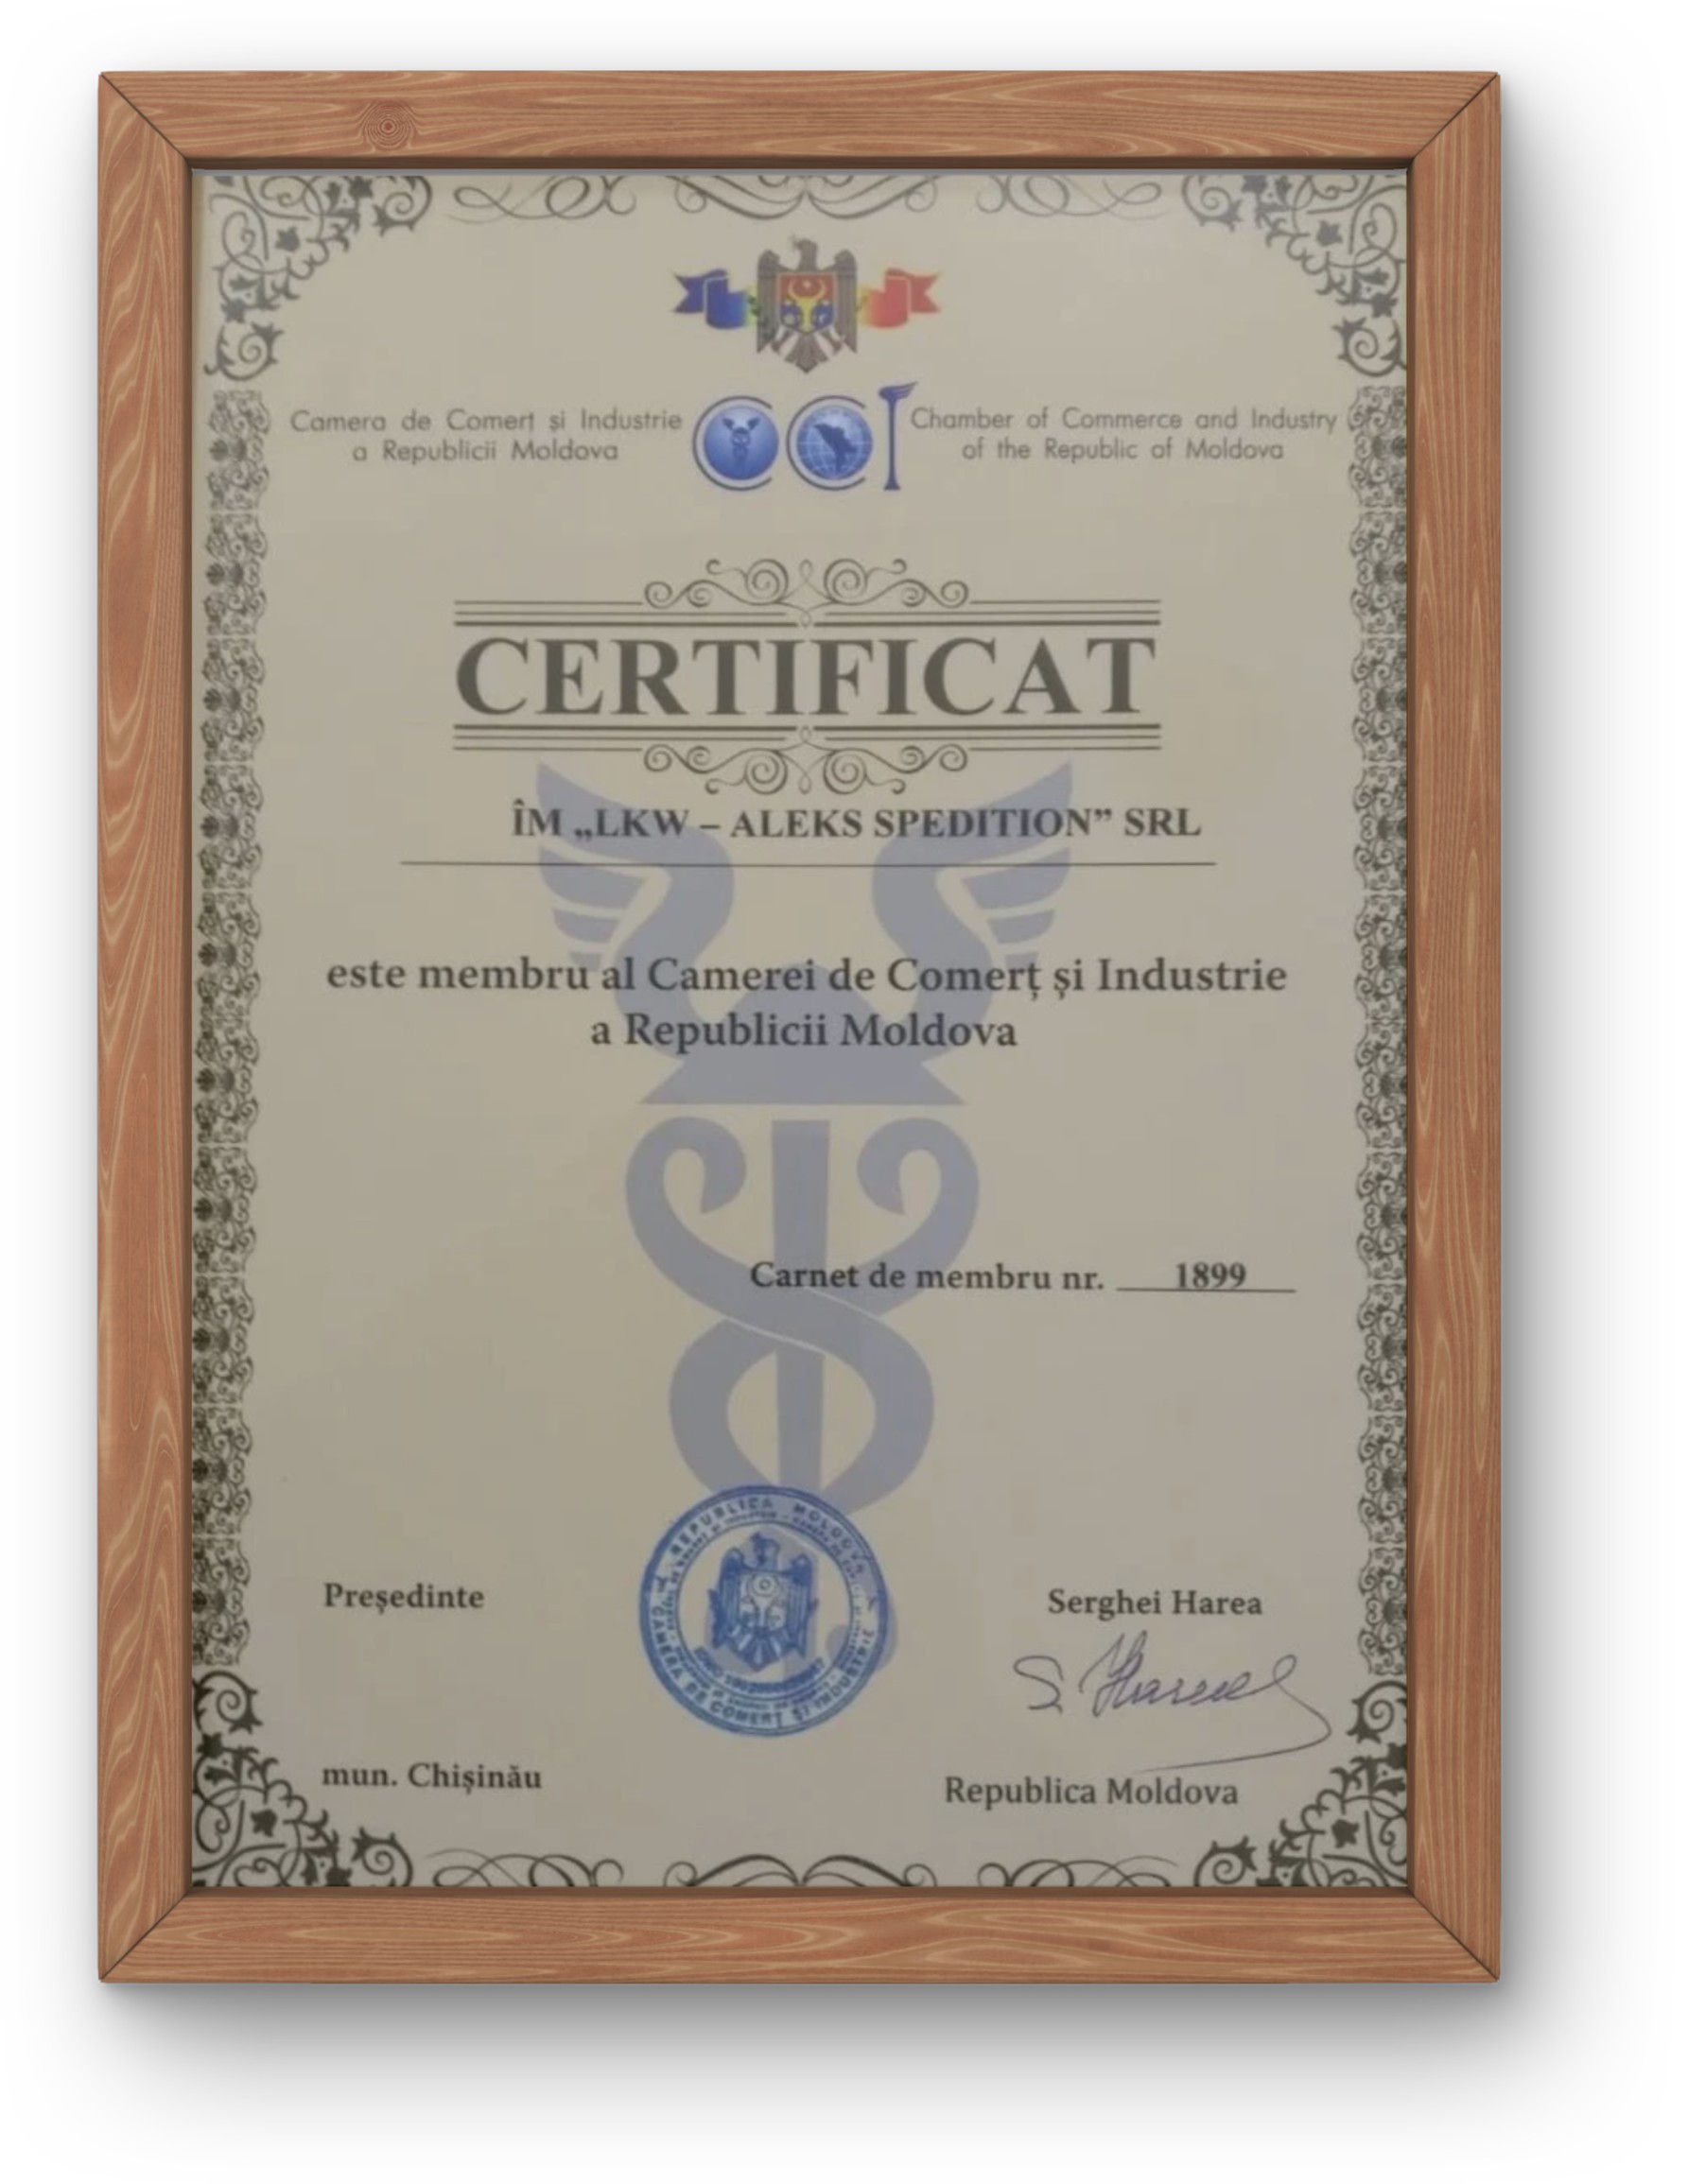 Camera de Comerț și Industrie
a Republicii Moldova
CCI
Chamber of Commerce and Industry
of the Republic of Moldova
CERTIFICAT
ÎM „LKW – ALEKS SPEDITION” SRL
este membru al Camerei de Comerț și Industrie
a Republicii Moldova
Carnet de membru nr. 1899
REPUBLICA MOLDOVA
CAMERA DE COMERȚ ȘI INDUSTRIE
Președinte
Serghei Harea
S. Harea
mun. Chișinău
Republica Moldova